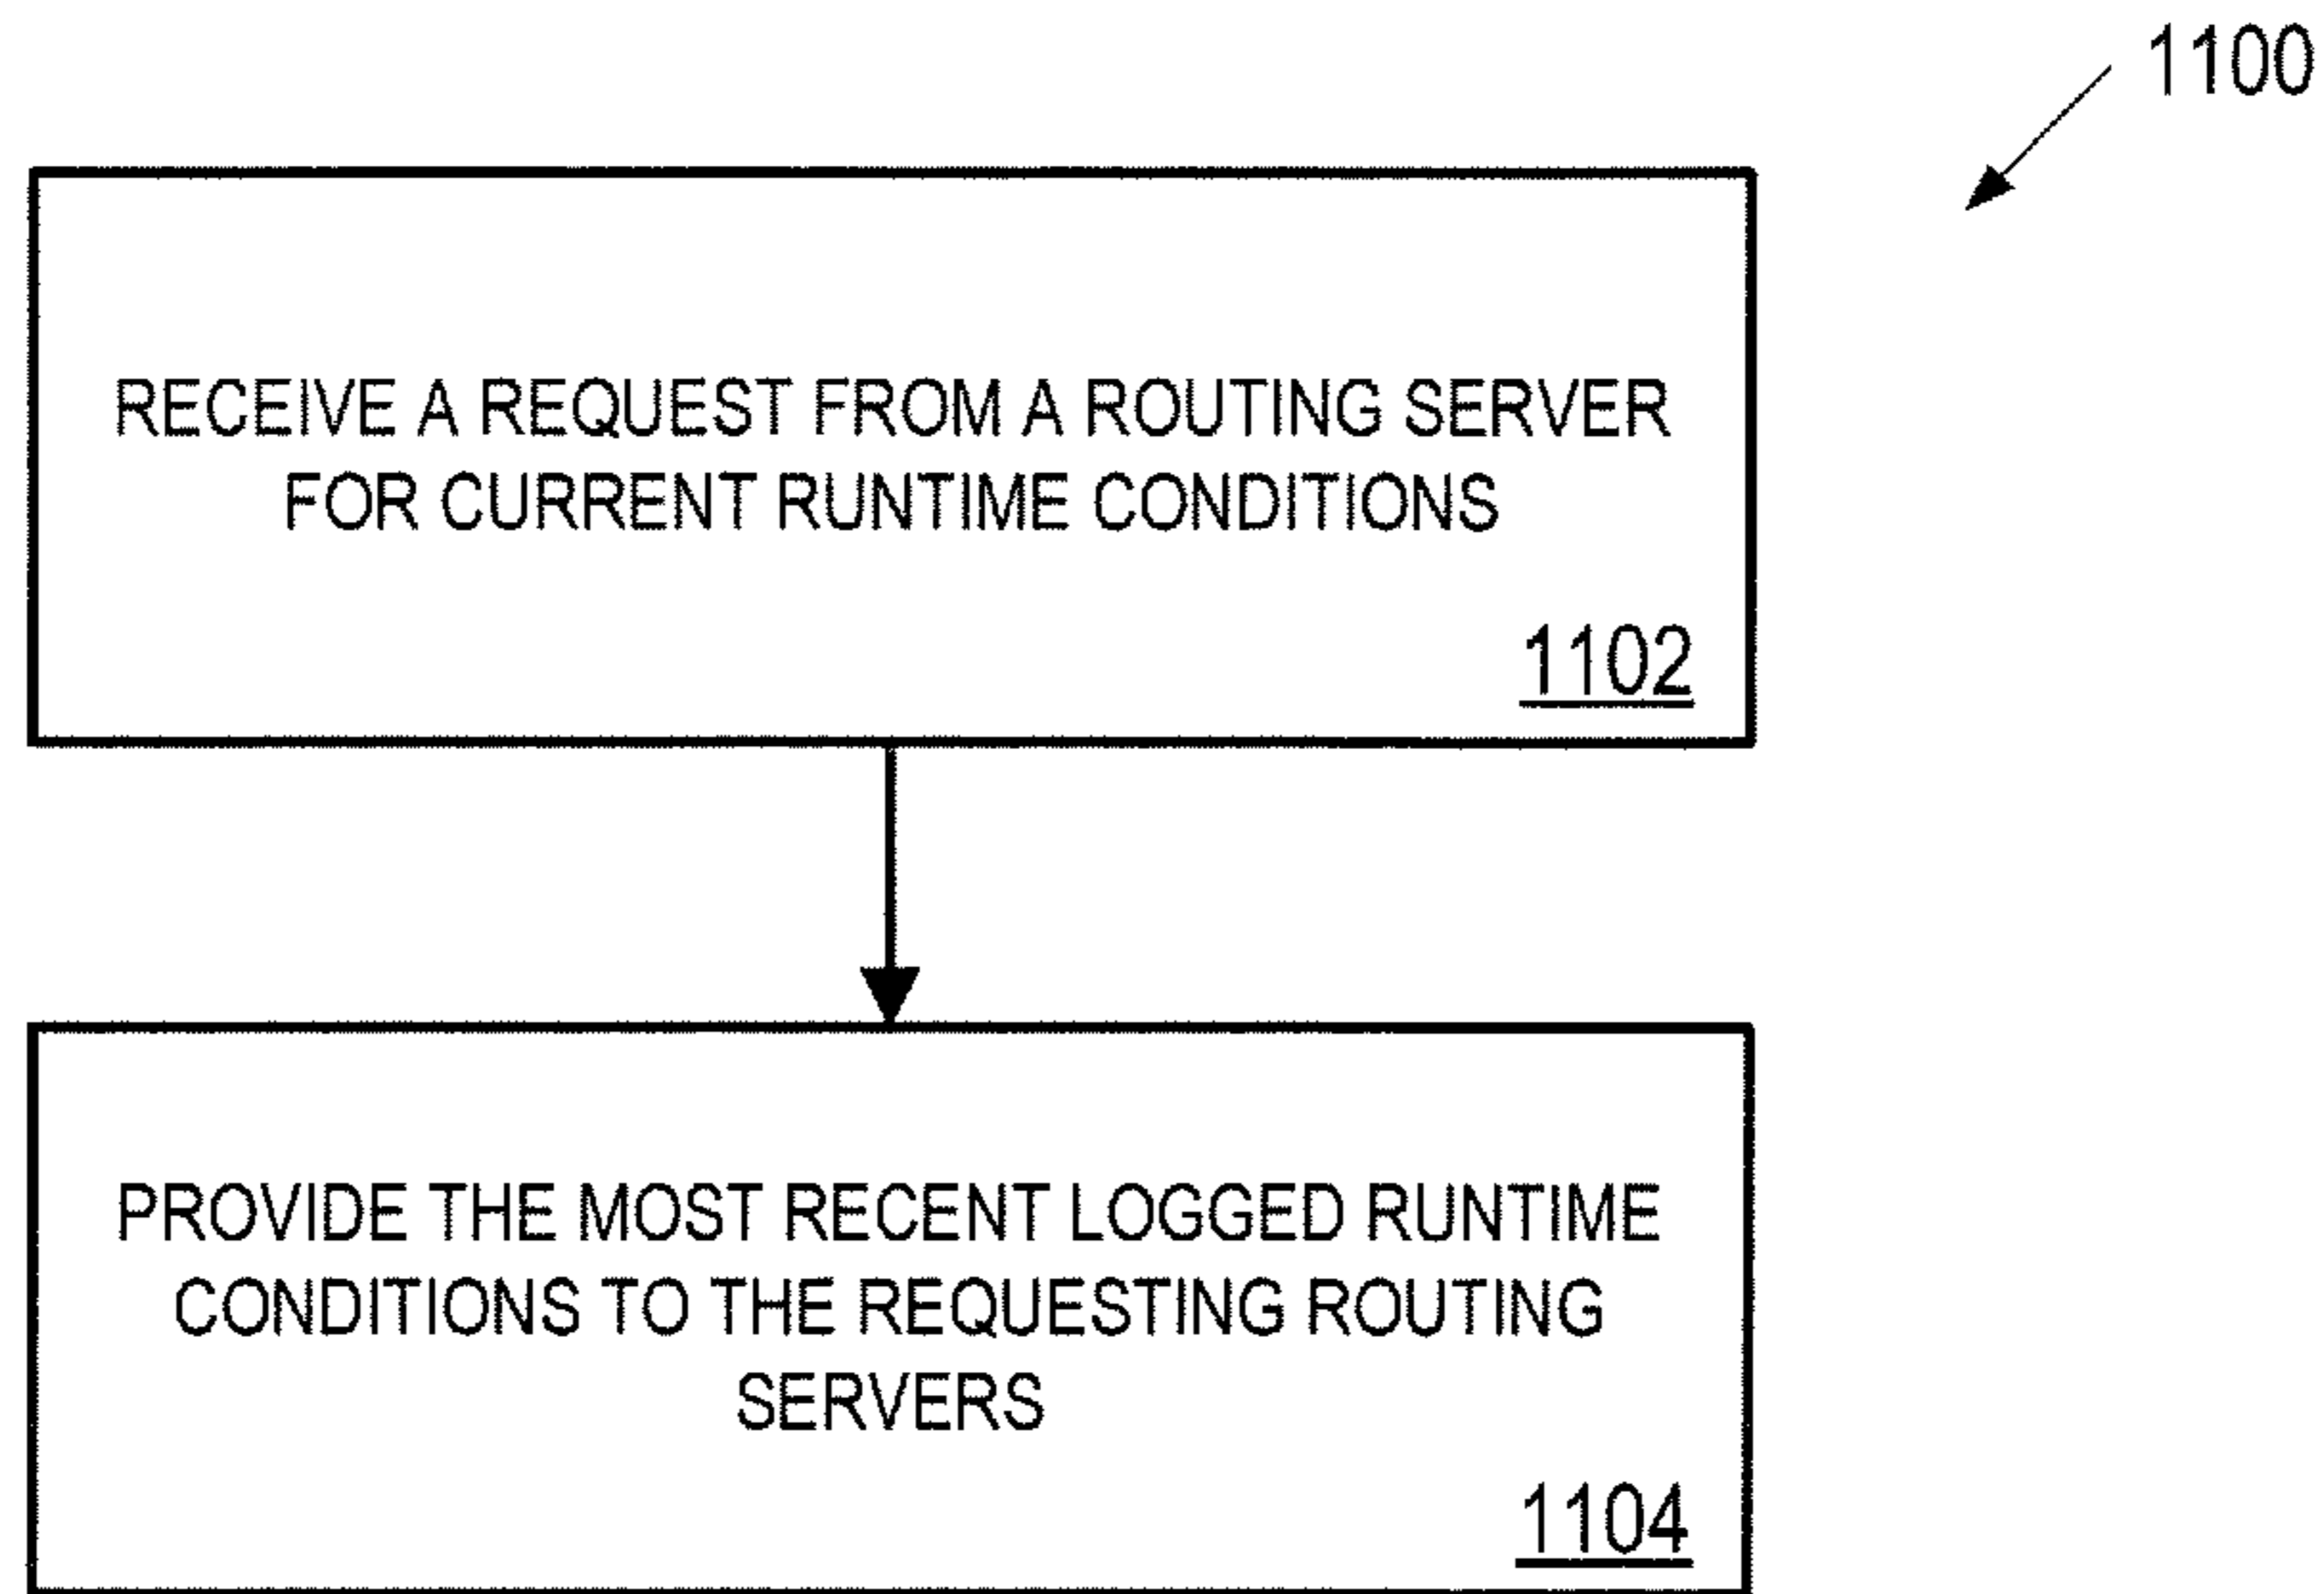 1100
RECEIVE A REQUEST FROM A ROUTING SERVER
FOR CURRENT RUNTIME CONDITIONS
1102
PROVIDE THE MOST RECENT LOGGED RUNTIME
CONDITIONS TO THE REQUESTING ROUTING
SERVERS
1104